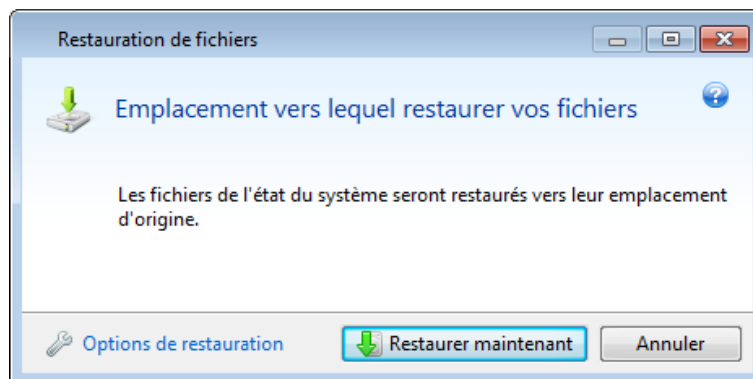 Restauration de fichiers
Emplacement vers lequel restaurer vos fichiers
Les fichiers de l'état du système seront restaurés vers leur emplacement
d'origine.
Options de restauration Restaurer maintenant Annuler